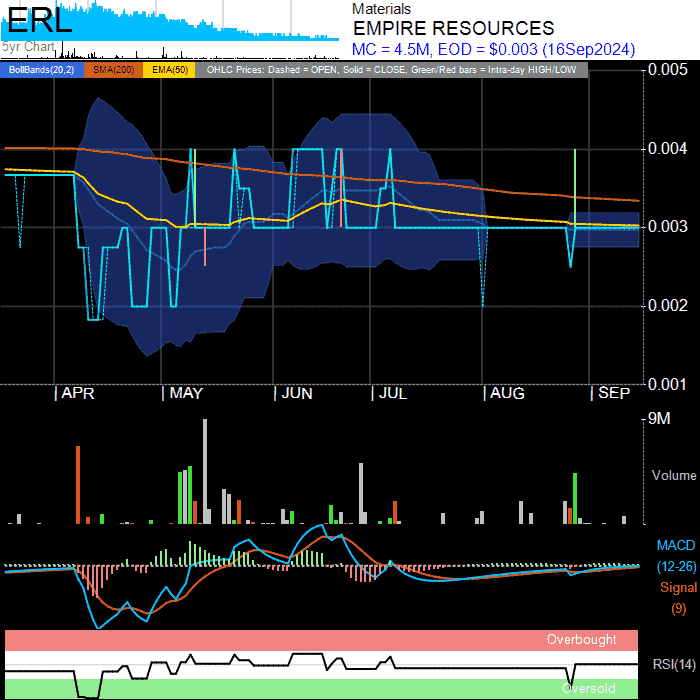 ERL
5yr Chart
Materials
EMPIRE RESOURCES
MC = 4.5M, EOD = $0.003 (16Sep2024)
BollBands(20,2) SMA(200) EMA(50) OHLC Prices: Dashed = OPEN, Solid = CLOSE, Green/Red bars = Intra-day HIGH/LOW
0.005
0.004
0.003
0.002
0.001
APR MAY JUN JUL AUG SEP
9M
Volume
MACD
(12-26)
Signal
(9)
Overbought
RSI(14)
Oversold